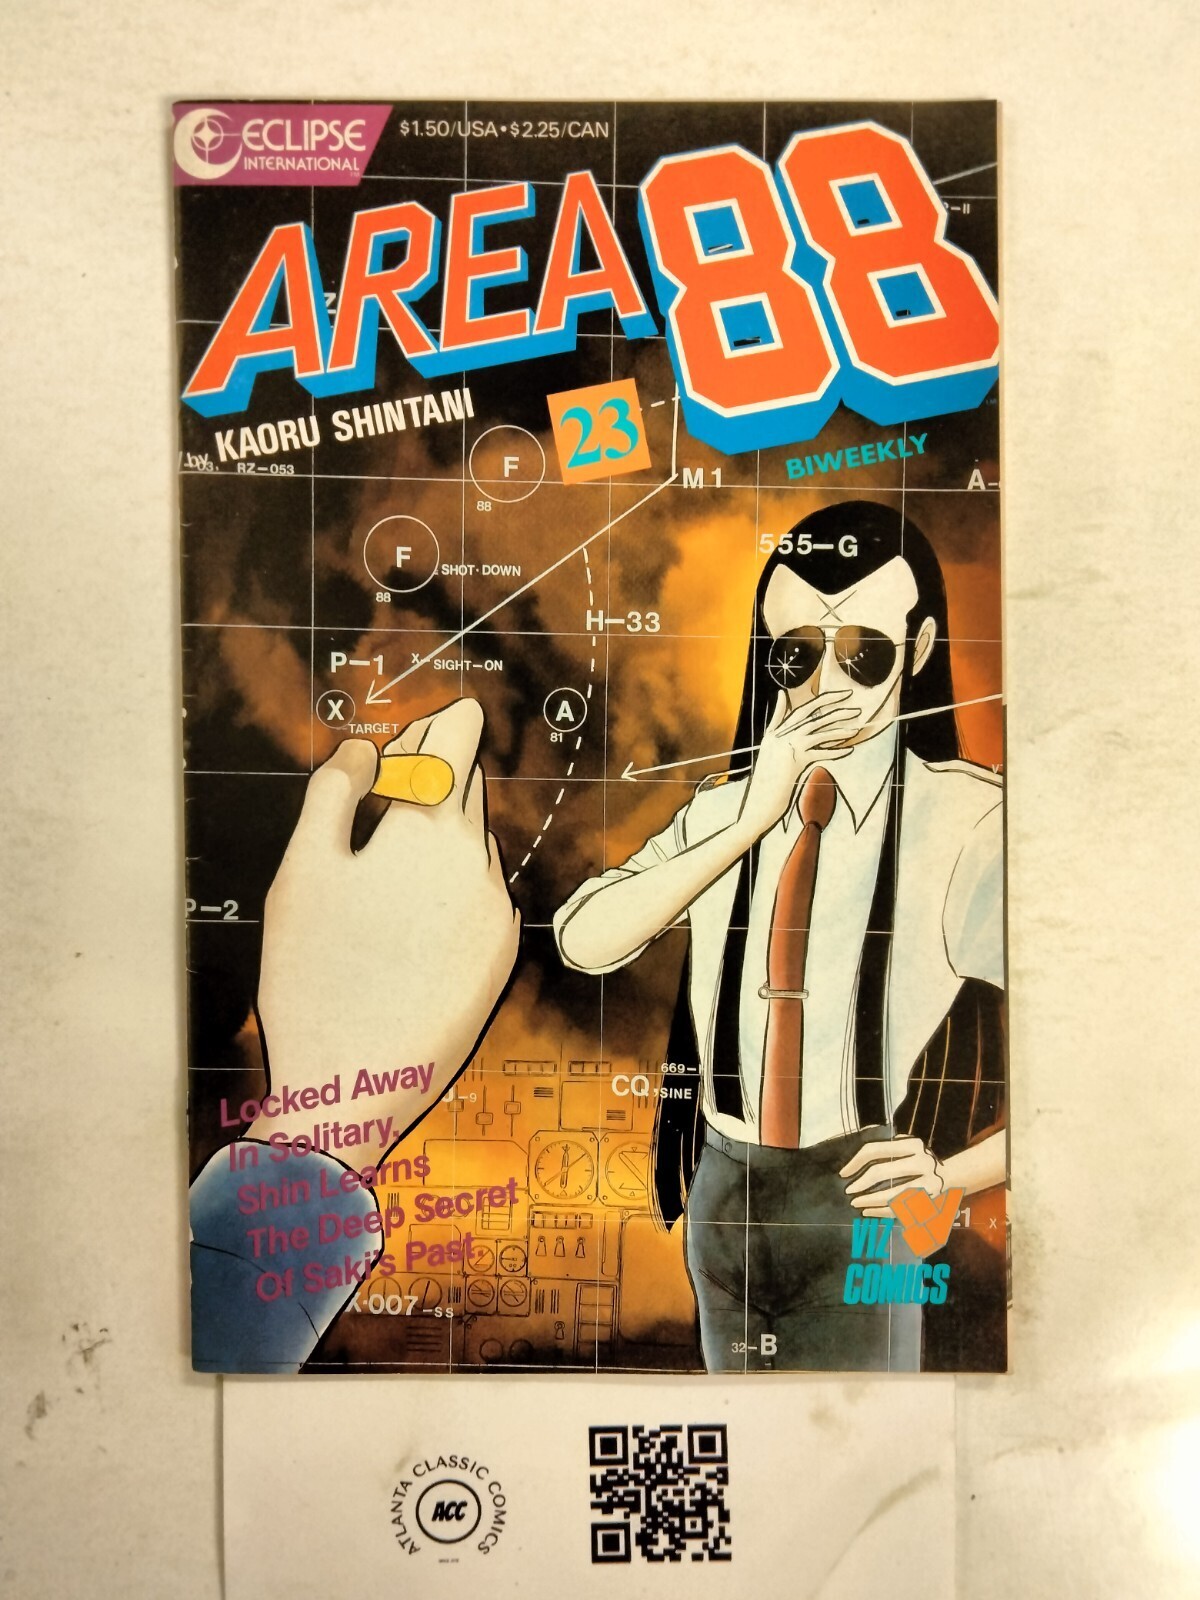 ECLIPSE
INTERNATIONAL
$1.50/USA•$2.25/CAN
AREA 88
by KAORU SHINTANI
23
BIWEEKLY
RZ-053
F
88
M1
A-
555-G
F
SHOT·DOWN
88
H-33
P-1
X-SIGHT-ON
X
TARGET
A
81
P-2
669-
CQ,SINE
J-9
Locked Away
In Solitary,
Shin Learns
The Deep Secret
Of Saki's Past.
X-007-SS
21 X
VIZ
COMICS
32-B
ATLANTA CLASSIC COMICS
ACC